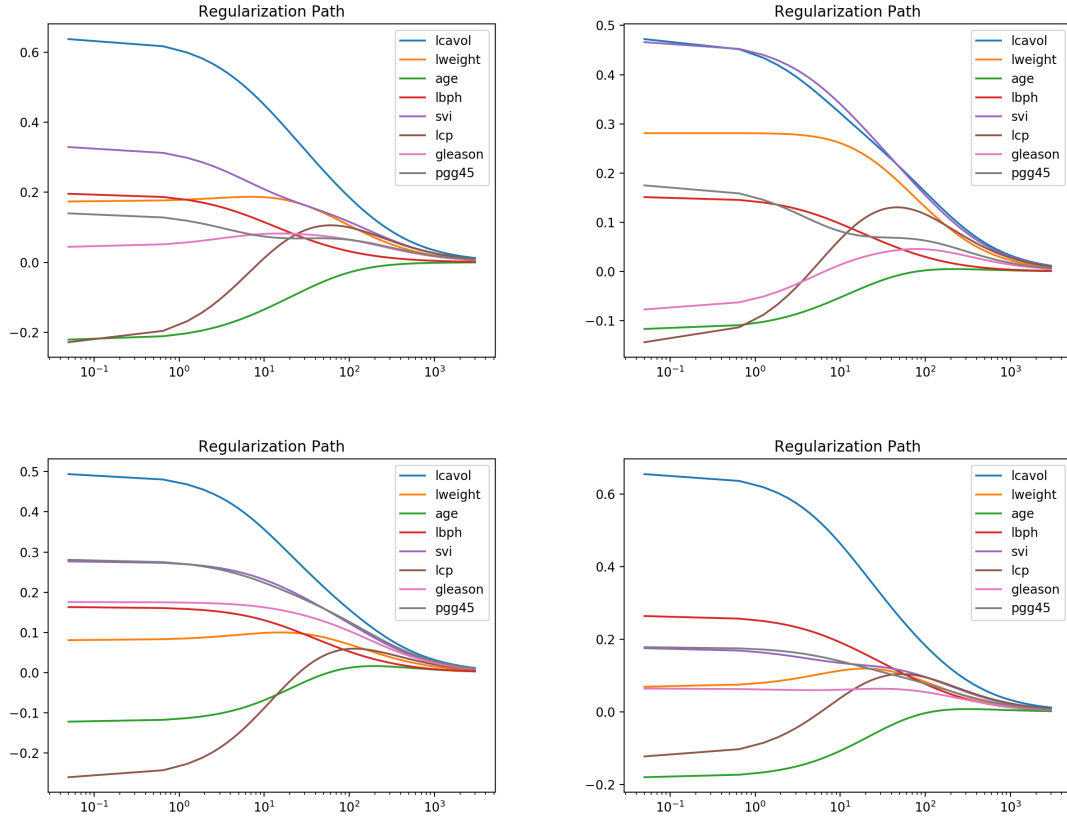 Regularization Path
0.6
0.4
0.2
0.0
−0.2
lcavol
lweight
age
lbph
svi
lcp
gleason
pgg45
10⁻¹ 10⁰ 10¹ 10² 10³
Regularization Path
0.5
0.4
0.3
0.2
0.1
0.0
−0.1
lcavol
lweight
age
lbph
svi
lcp
gleason
pgg45
10⁻¹ 10⁰ 10¹ 10² 10³
Regularization Path
0.5
0.4
0.3
0.2
0.1
0.0
−0.1
−0.2
lcavol
lweight
age
lbph
svi
lcp
gleason
pgg45
10⁻¹ 10⁰ 10¹ 10² 10³
Regularization Path
0.6
0.4
0.2
0.0
−0.2
lcavol
lweight
age
lbph
svi
lcp
gleason
pgg45
10⁻¹ 10⁰ 10¹ 10² 10³